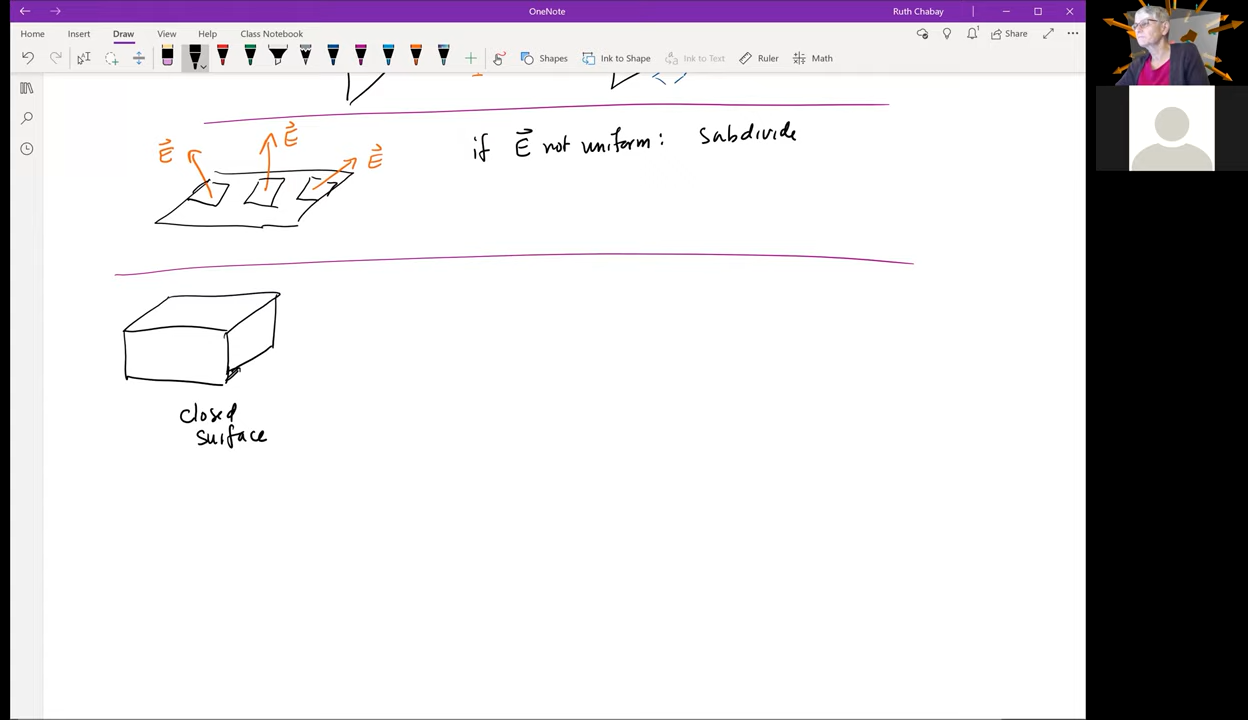 OneNote
Ruth Chabay
Home Insert Draw View Help Class Notebook
Share
Shapes Ink to Shape Ink to Text Ruler Math
E⃗ E⃗ E⃗
if E⃗ not uniform: subdivide
closed
surface